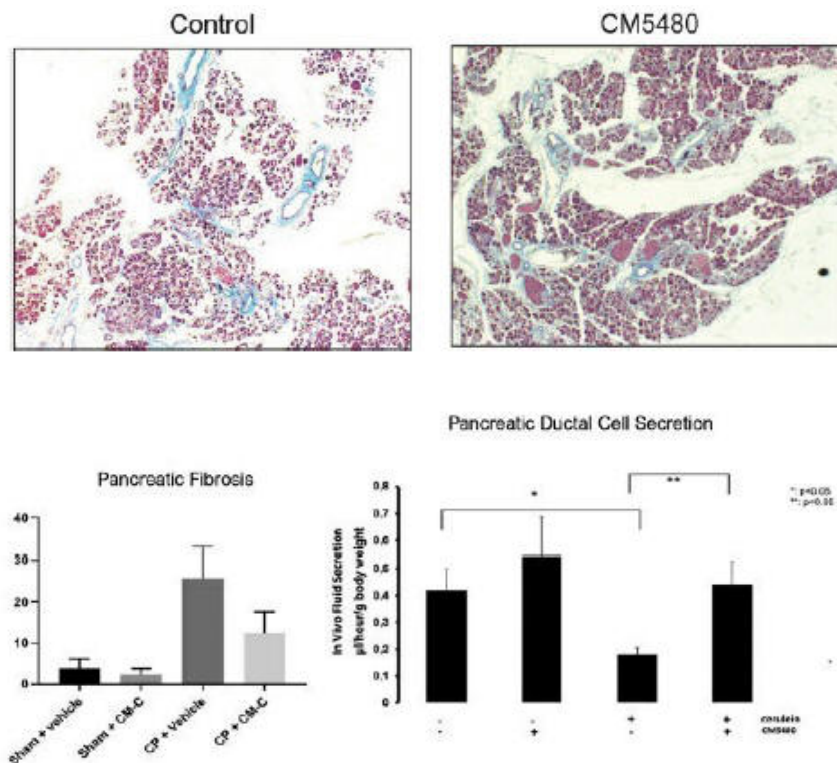 Control
CM5480
Pancreatic Fibrosis
40
30
20
10
0
Sham + vehicle
Sham + CM-C
CP + Vehicle
CP + CM-C
Pancreatic Ductal Cell Secretion
In Vivo Fluid Secretion
µl/hour/g body weight
0,8
0,7
0,6
0,5
0,4
0,3
0,2
0,1
0
*
**
*: p<0.05
- - + + cerulein
- + - + CM5480